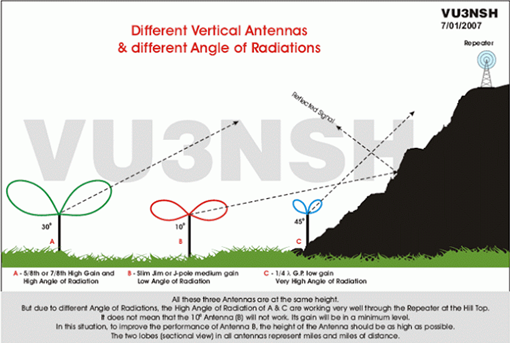 VU3NSH
7/01/2007
Different Vertical Antennas
& different Angle of Radiations
Repeater
Reflected Signal
VU3NSH
30°
10°
45°
A
B
C
A - 5/8th or 7/8th High Gain and
High Angle of Radiation
B - Slim Jim or J-pole medium gain
Low Angle of Radiation
C - 1/4 λ G.P. low gain
Very High Angle of Radiation
All these three Antennas are at the same height.
But due to different Angle of Radiations, the High Angle of Radiation of A & C are working very well through the Repeater at the Hill Top.
It does not mean that the 10° Antenna (B) will not work. Its gain will be in a minimum level.
In this situation, to improve the performance of Antenna B, the height of the Antenna should be as high as possible.
The two lobes (sectional view) in all antennas represent miles and miles of distance.